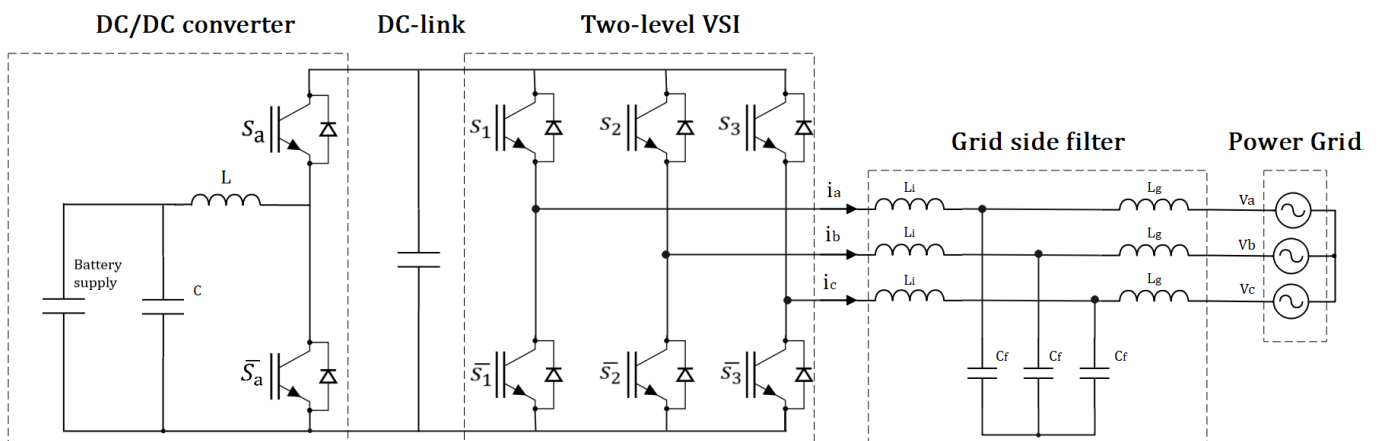 DC/DC converter
DC-link
Two-level VSI
Grid side filter
Power Grid
Sa
S1
S2
S3
L
ia
Li
Lg
Va
ib
Li
Lg
Vb
Battery
supply
C
ic
Li
Lg
Vc
S̅a
S̅1
S̅2
S̅3
Cf
Cf
Cf